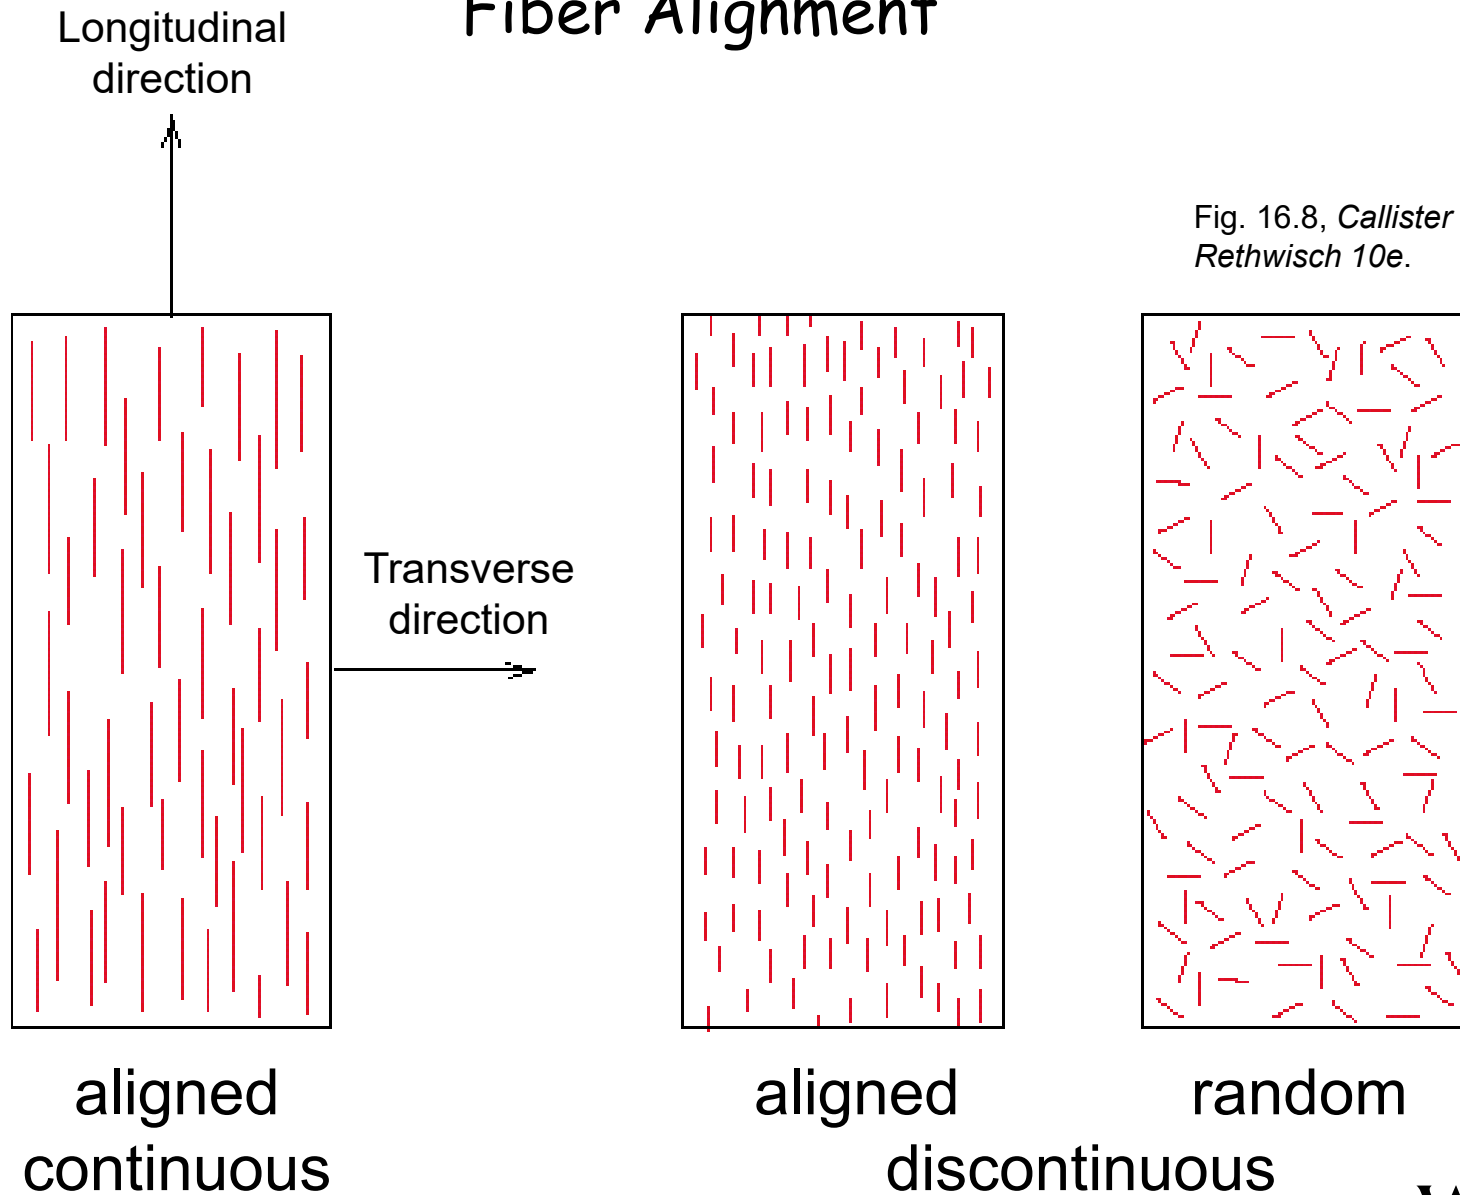 Fiber Alignment
Longitudinal
direction
Fig. 16.8, Callister
Rethwisch 10e.
Transverse
direction
aligned
continuous
aligned
random
discontinuous